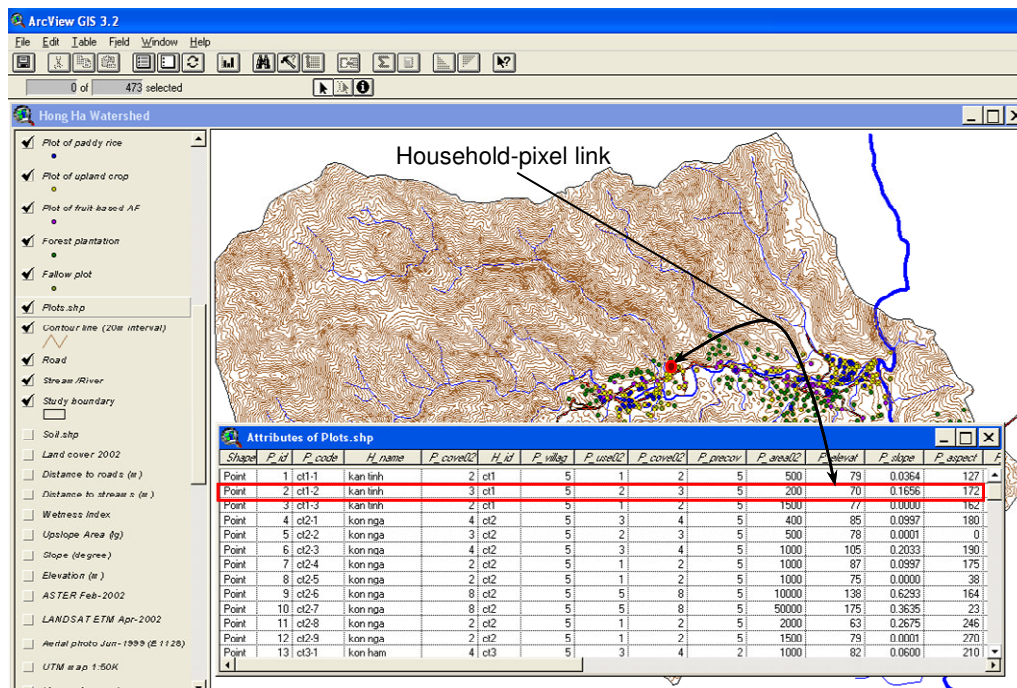 ArcView GIS 3.2
File Edit Table Field Window Help
0 of 473 selected
Hong Ha Watershed
Plot of paddy rice
Plot of upland crop
Plot of fruit-based AF
Forest plantation
Fallow plot
Plots.shp
Contour line (20m interval)
Road
Stream/River
Study boundary
Soil.shp
Land cover 2002
Distance to roads (m)
Distance to streams (m)
Wetness Index
Upslope Area (lg)
Slope (degree)
Elevation (m)
ASTER Feb-2002
LANDSAT ETM Apr-2002
Aerial photo Jun-1999 (E 1128)
UTM map 1:50K
Household-pixel link
Attributes of Plots.shp
Shape P_id P_code H_name P_cove02 H_id P_villag P_use02 P_cove02 P_precov P_area02 P_elevat P_slope P_aspect
Point 1 ct1-1 kan tinh 2 ct1 5 1 2 5 500 79 0.0364 127
Point 2 ct1-2 kan tinh 3 ct1 5 2 3 5 200 70 0.1656 172
Point 3 ct1-3 kan tinh 2 ct1 5 1 2 5 1500 77 0.0000 162
Point 4 ct2-1 kon nga 4 ct2 5 3 4 5 400 85 0.0997 180
Point 5 ct2-2 kon nga 3 ct2 5 2 3 5 500 78 0.0001 0
Point 6 ct2-3 kon nga 4 ct2 5 3 4 5 1000 105 0.2033 190
Point 7 ct2-4 kon nga 2 ct2 5 1 2 5 1000 87 0.0997 175
Point 8 ct2-5 kon nga 2 ct2 5 1 2 5 1000 75 0.0000 38
Point 9 ct2-6 kon nga 8 ct2 5 5 8 5 10000 138 0.6293 164
Point 10 ct2-7 kon nga 8 ct2 5 5 8 5 50000 175 0.3635 23
Point 11 ct2-8 kon nga 2 ct2 5 1 2 5 2000 63 0.2675 246
Point 12 ct2-9 kon nga 2 ct2 5 1 2 5 1500 79 0.0001 270
Point 13 ct3-1 kon ham 4 ct3 5 3 4 2 1000 82 0.0600 210